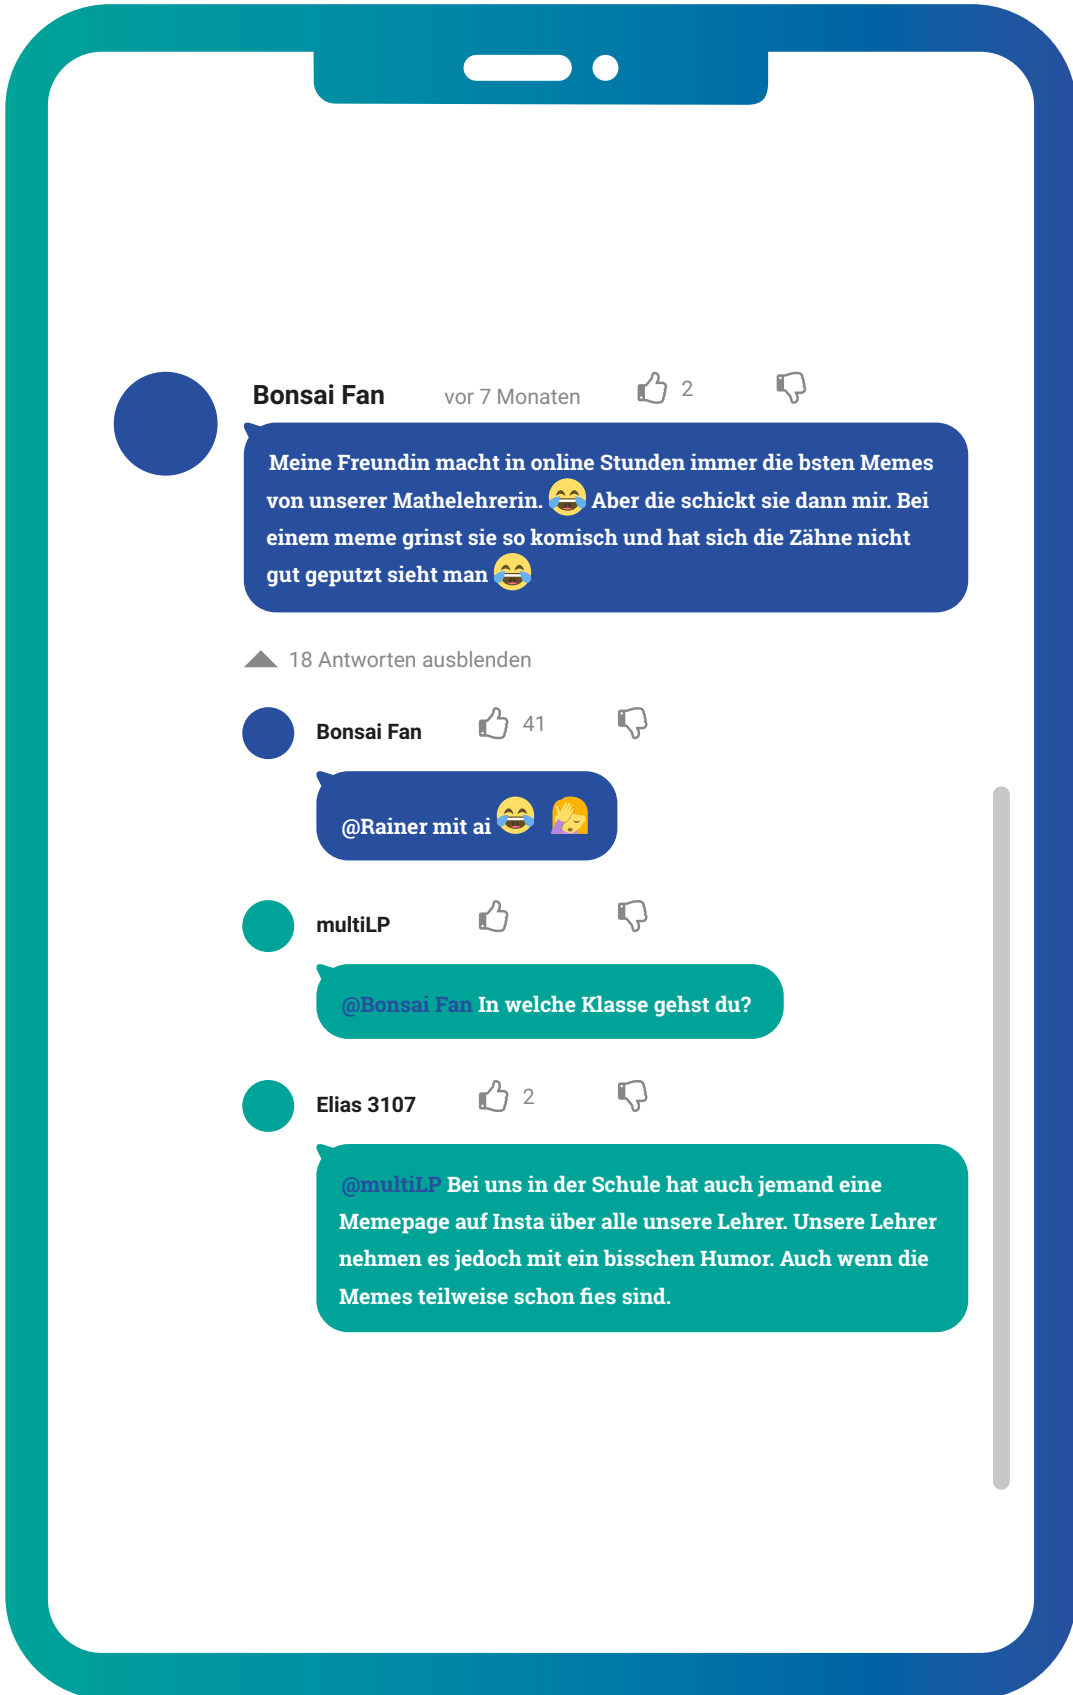 Bonsai Fan vor 7 Monaten 2
Meine Freundin macht in online Stunden immer die bsten Memes
von unserer Mathelehrerin. 😂 Aber die schickt sie dann mir. Bei
einem meme grinst sie so komisch und hat sich die Zähne nicht
gut geputzt sieht man 😂
18 Antworten ausblenden
Bonsai Fan 41
@Rainer mit ai 😂 🤦‍♀️
multiLP
@Bonsai Fan In welche Klasse gehst du?
Elias 3107 2
@multiLP Bei uns in der Schule hat auch jemand eine
Memepage auf Insta über alle unsere Lehrer. Unsere Lehrer
nehmen es jedoch mit ein bisschen Humor. Auch wenn die
Memes teilweise schon fies sind.